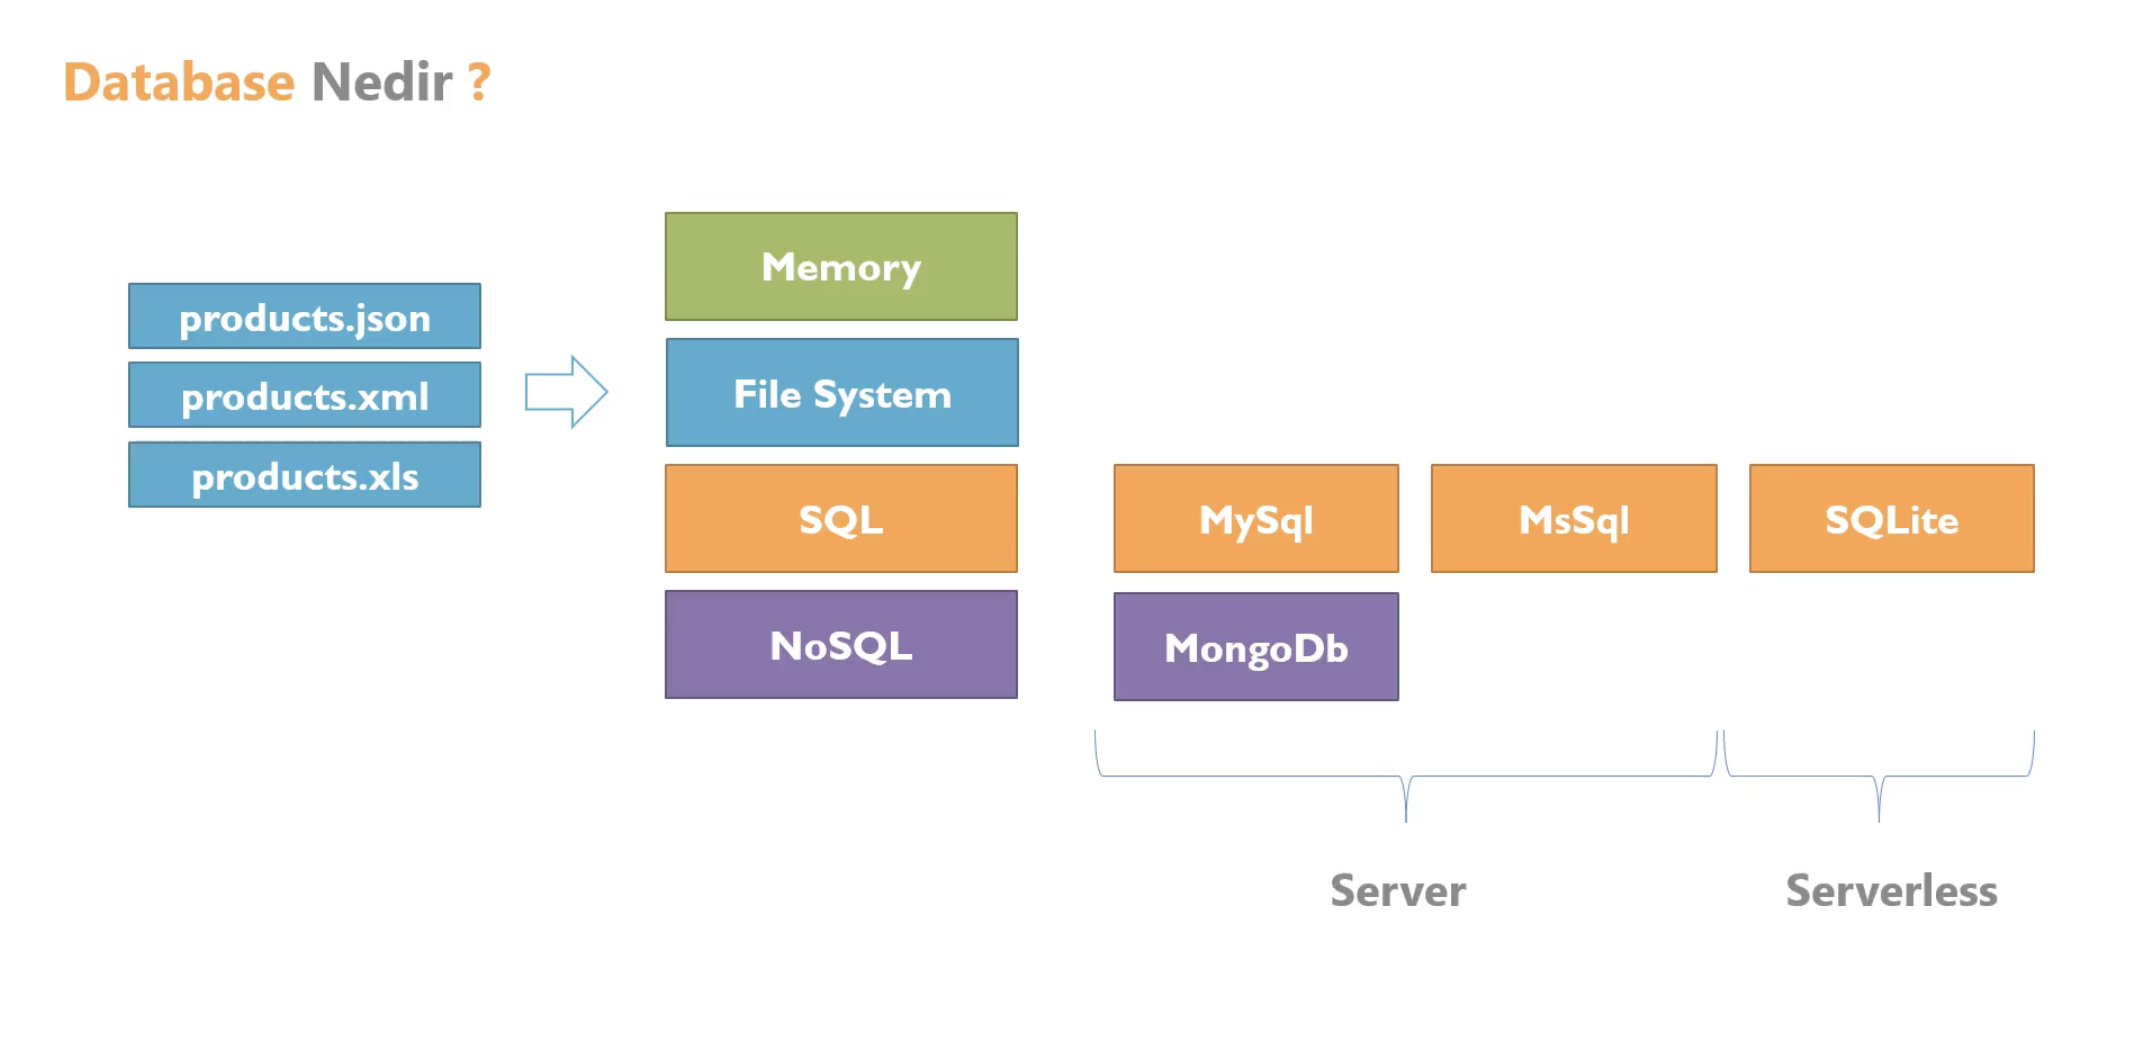 Database Nedir ?
products.json
products.xml
products.xls
Memory
File System
SQL
NoSQL
MySql
MsSql
SQLite
MongoDb
Server
Serverless